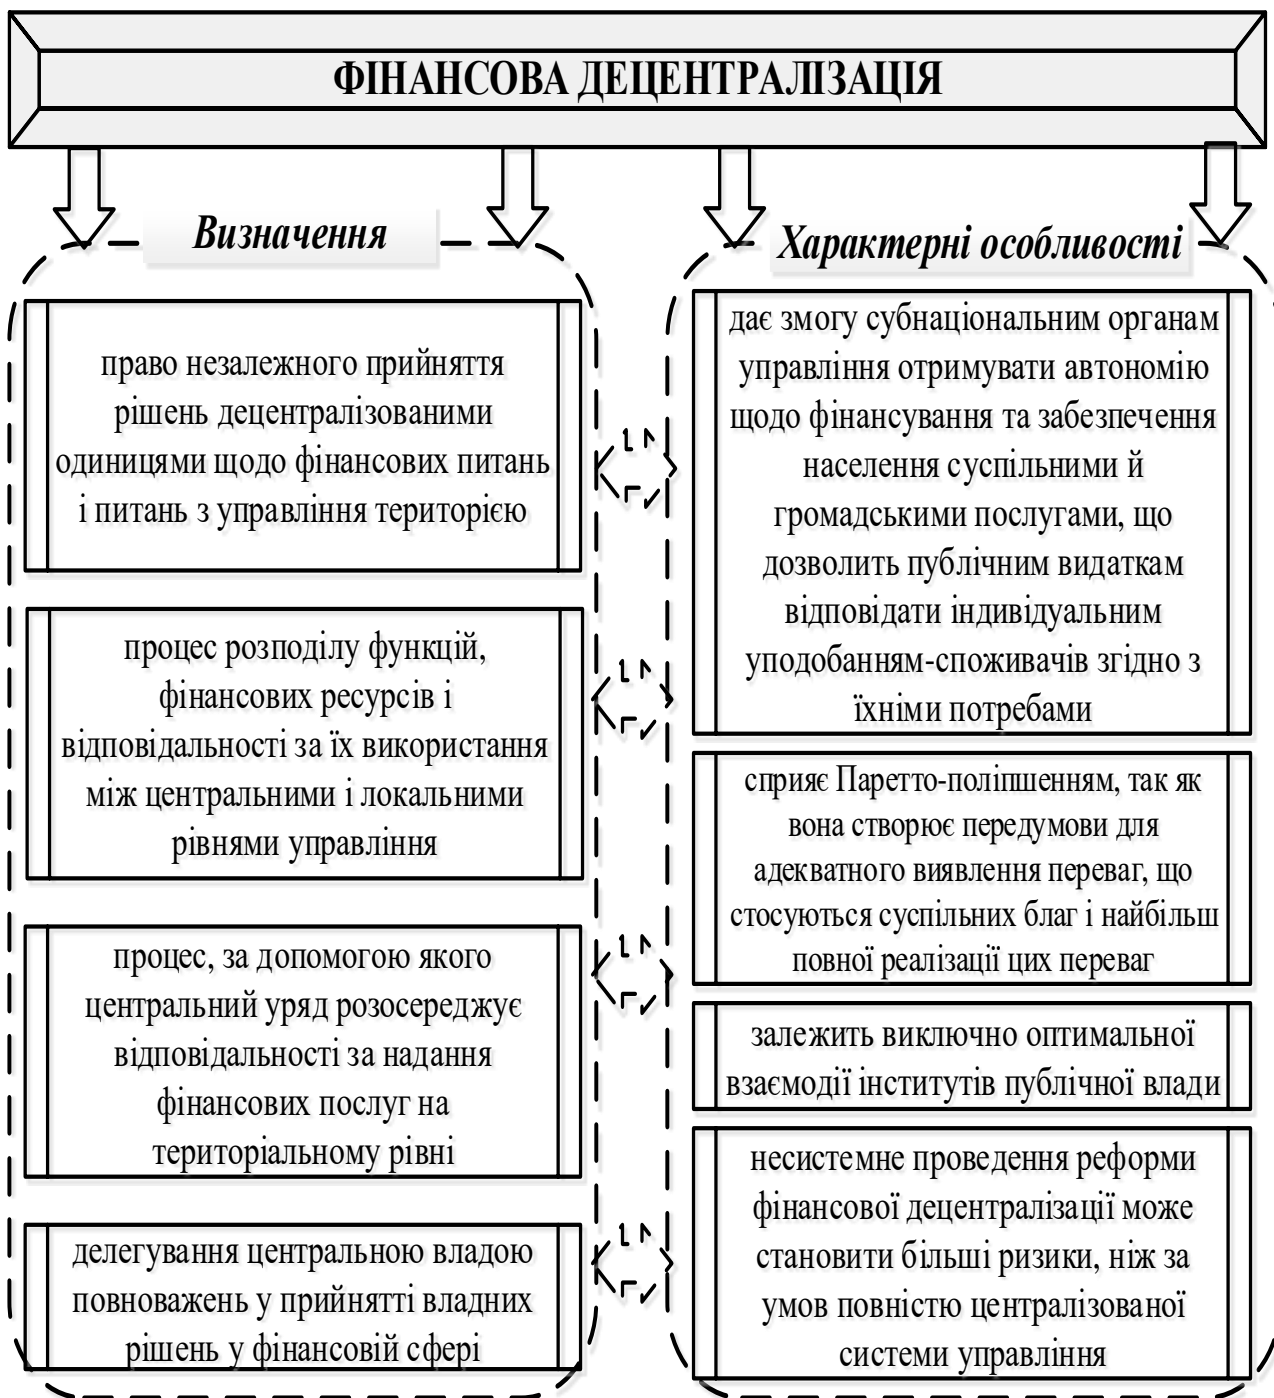 ФІНАНСОВА ДЕЦЕНТРАЛІЗАЦІЯ
Визначення
право незалежного прийняття
рішень децентралізованими
одиницями щодо фінансових питань
і питань з управління територією
процес розподілу функцій,
фінансових ресурсів і
відповідальності за їх використання
між центральними і локальними
рівнями управління
процес, за допомогою якого
центральний уряд розосереджує
відповідальності за надання
фінансових послуг на
територіальному рівні
делегування центральною владою
повноважень у прийнятті владних
рішень у фінансовій сфері
Характерні особливості
дає змогу субнаціональним органам
управління отримувати автономію
щодо фінансування та забезпечення
населення суспільними й
громадськими послугами, що
дозволить публічним видаткам
відповідати індивідуальним
уподобанням-споживачів згідно з
їхніми потребами
сприяє Паретто-поліпшенням, так як
вона створює передумови для
адекватного виявлення переваг, що
стосуються суспільних благ і найбільш
повної реалізації цих переваг
залежить виключно оптимальної
взаємодії інститутів публічної влади
несистемне проведення реформи
фінансової децентралізації може
становити більші ризики, ніж за
умов повністю централізованої
системи управління